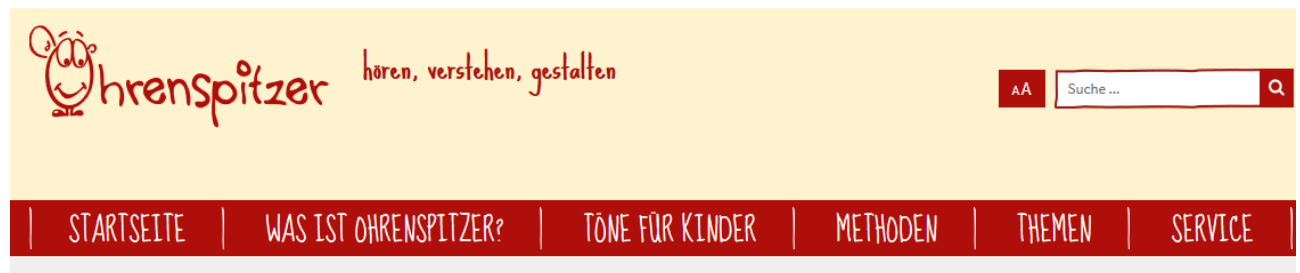 Ohrenspitzer
hören, verstehen, gestalten
AA
Suche ...
STARTSEITE
WAS IST OHRENSPITZER?
TÖNE FÜR KINDER
METHODEN
THEMEN
SERVICE